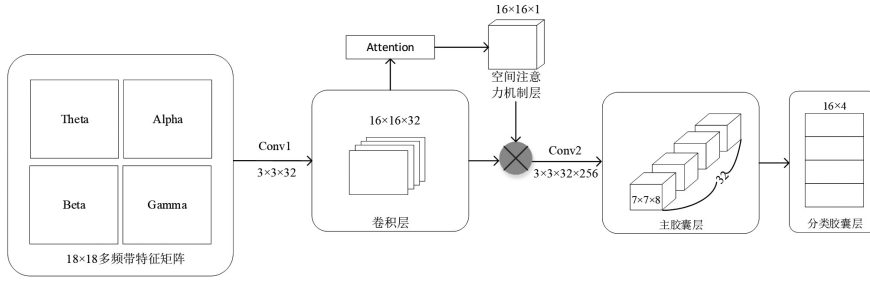 Theta
Alpha
Beta
Gamma
18×18多频带特征矩阵
Conv1
3×3×32
Attention
16×16×32
卷积层
16×16×1
空间注意
力机制层
Conv2
3×3×32×256
7×7×8
32
主胶囊层
16×4
分类胶囊层